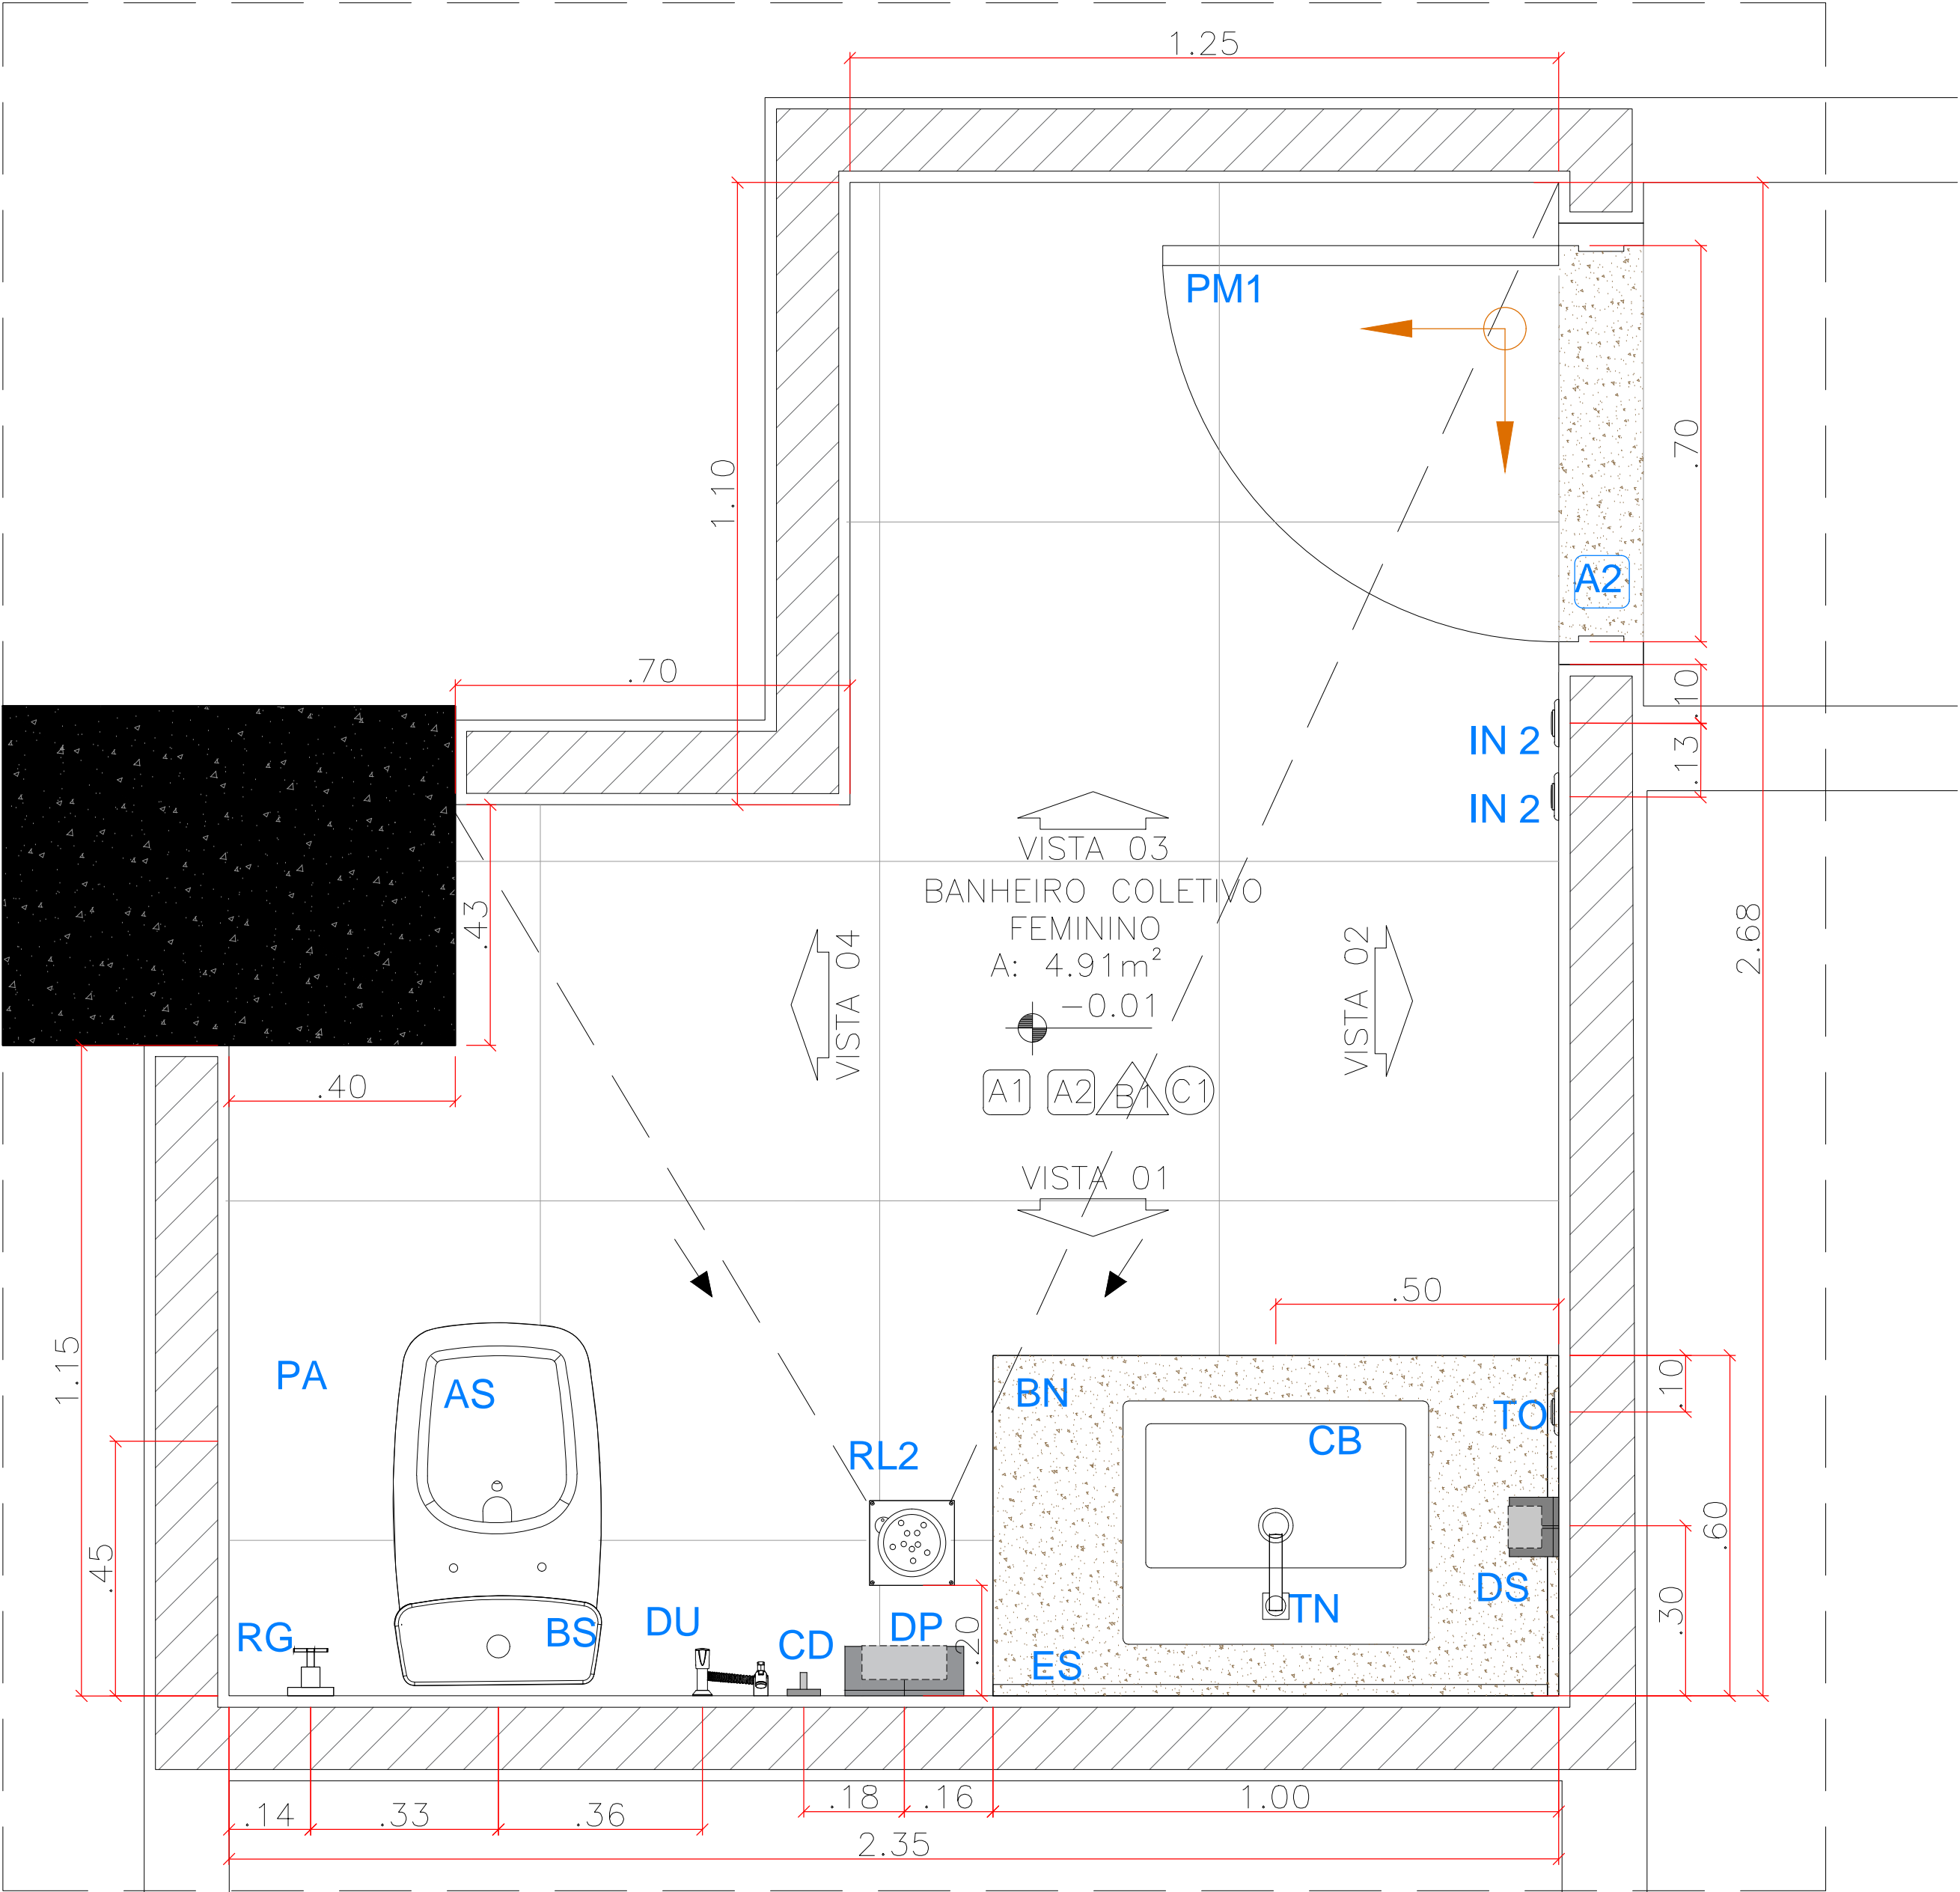 1.25
PM1
1.10
.70
A2
.70
.10
IN 2
.13
IN 2
VISTA 03
BANHEIRO COLETIVO
FEMININO
A: 4.91m²
-0.01
VISTA 04
VISTA 02
.43
2.68
A1 A2 B1 C1
.40
VISTA 01
.50
1.15
PA
AS
BN
TO
.10
CB
RL2
.45
.60
DS
.30
TN
RG
BS
DU
CD
DP
.20
ES
.14
.33
.36
.18
.16
1.00
2.35